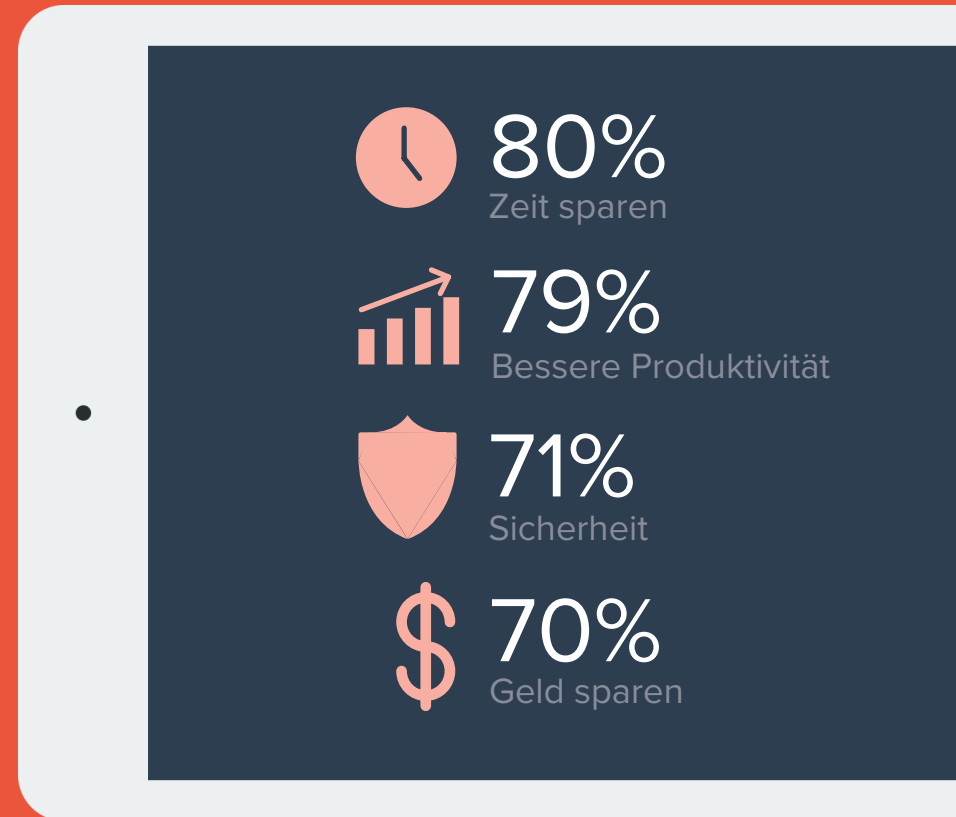 80%
Zeit sparen
79%
Bessere Produktivität
71%
Sicherheit
70%
Geld sparen